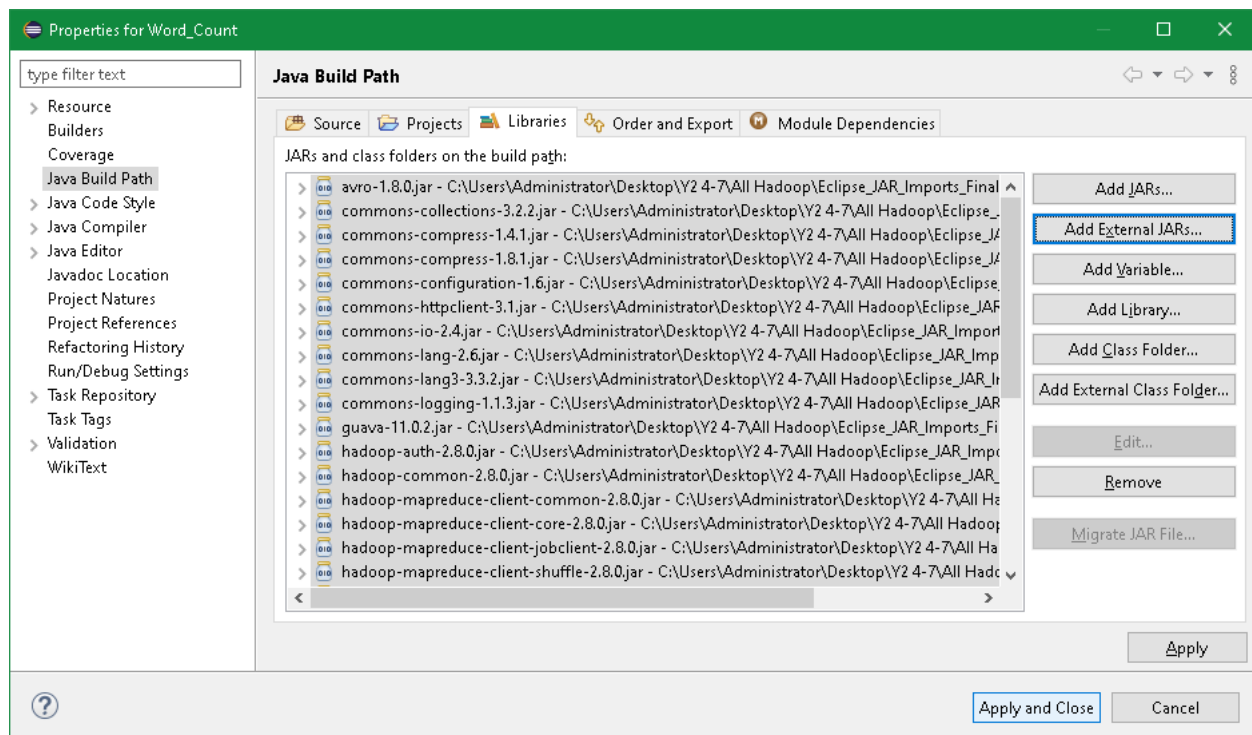 Properties for Word_Count
type filter text
Resource
Builders
Coverage
Java Build Path
Java Code Style
Java Compiler
Java Editor
Javadoc Location
Project Natures
Project References
Refactoring History
Run/Debug Settings
Task Repository
Task Tags
Validation
WikiText
Java Build Path
Source Projects Libraries Order and Export Module Dependencies
JARs and class folders on the build path:
avro-1.8.0.jar - C:\Users\Administrator\Desktop\Y2 4-7\All Hadoop\Eclipse_JAR_Imports_Final
commons-collections-3.2.2.jar - C:\Users\Administrator\Desktop\Y2 4-7\All Hadoop\Eclipse_
commons-compress-1.4.1.jar - C:\Users\Administrator\Desktop\Y2 4-7\All Hadoop\Eclipse_JA
commons-compress-1.8.1.jar - C:\Users\Administrator\Desktop\Y2 4-7\All Hadoop\Eclipse_JA
commons-configuration-1.6.jar - C:\Users\Administrator\Desktop\Y2 4-7\All Hadoop\Eclipse_
commons-httpclient-3.1.jar - C:\Users\Administrator\Desktop\Y2 4-7\All Hadoop\Eclipse_JAR
commons-io-2.4.jar - C:\Users\Administrator\Desktop\Y2 4-7\All Hadoop\Eclipse_JAR_Import
commons-lang-2.6.jar - C:\Users\Administrator\Desktop\Y2 4-7\All Hadoop\Eclipse_JAR_Imp
commons-lang3-3.3.2.jar - C:\Users\Administrator\Desktop\Y2 4-7\All Hadoop\Eclipse_JAR_I
commons-logging-1.1.3.jar - C:\Users\Administrator\Desktop\Y2 4-7\All Hadoop\Eclipse_JAR
guava-11.0.2.jar - C:\Users\Administrator\Desktop\Y2 4-7\All Hadoop\Eclipse_JAR_Imports_Fi
hadoop-auth-2.8.0.jar - C:\Users\Administrator\Desktop\Y2 4-7\All Hadoop\Eclipse_JAR_Impo
hadoop-common-2.8.0.jar - C:\Users\Administrator\Desktop\Y2 4-7\All Hadoop\Eclipse_JAR_
hadoop-mapreduce-client-common-2.8.0.jar - C:\Users\Administrator\Desktop\Y2 4-7\All Ha
hadoop-mapreduce-client-core-2.8.0.jar - C:\Users\Administrator\Desktop\Y2 4-7\All Hadoop
hadoop-mapreduce-client-jobclient-2.8.0.jar - C:\Users\Administrator\Desktop\Y2 4-7\All Ha
hadoop-mapreduce-client-shuffle-2.8.0.jar - C:\Users\Administrator\Desktop\Y2 4-7\All Hado
Add JARs...
Add External JARs...
Add Variable...
Add Library...
Add Class Folder...
Add External Class Folder...
Edit...
Remove
Migrate JAR File...
Apply
Apply and Close
Cancel